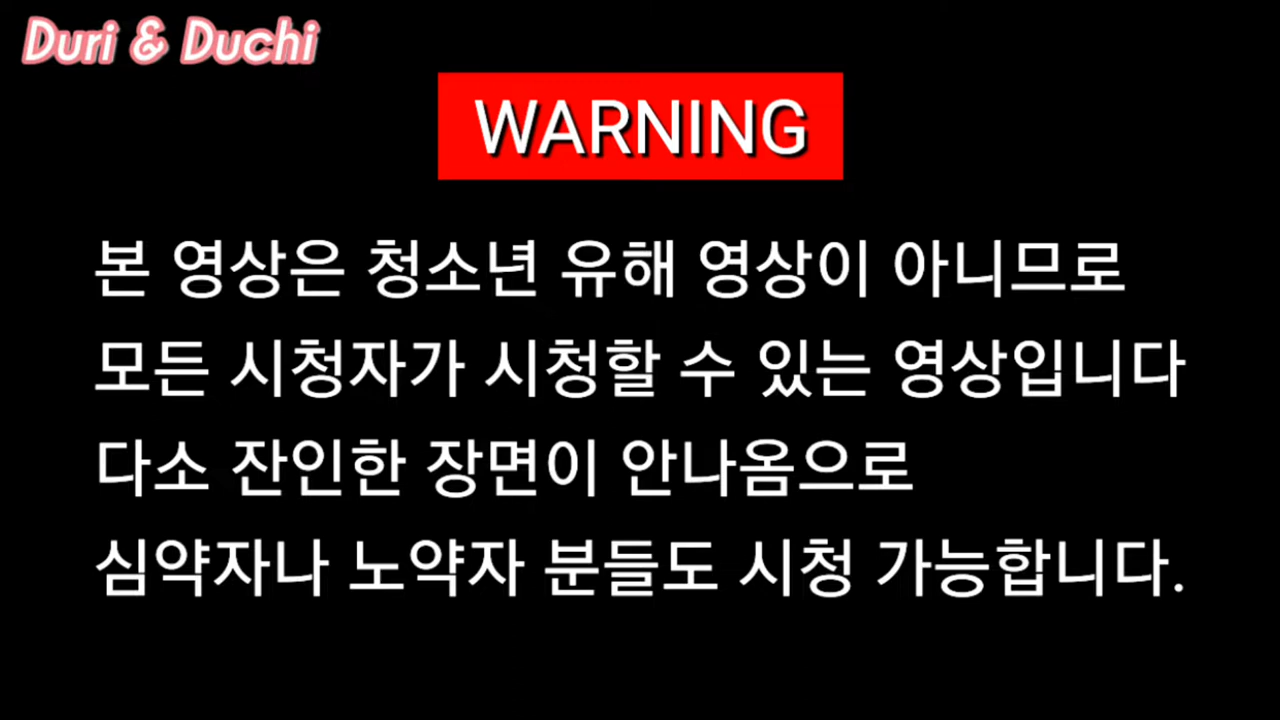 Duri & Duchi
WARNING
본 영상은 청소년 유해 영상이 아니므로
모든 시청자가 시청할 수 있는 영상입니다
다소 잔인한 장면이 안나옴으로
심약자나 노약자 분들도 시청 가능합니다.